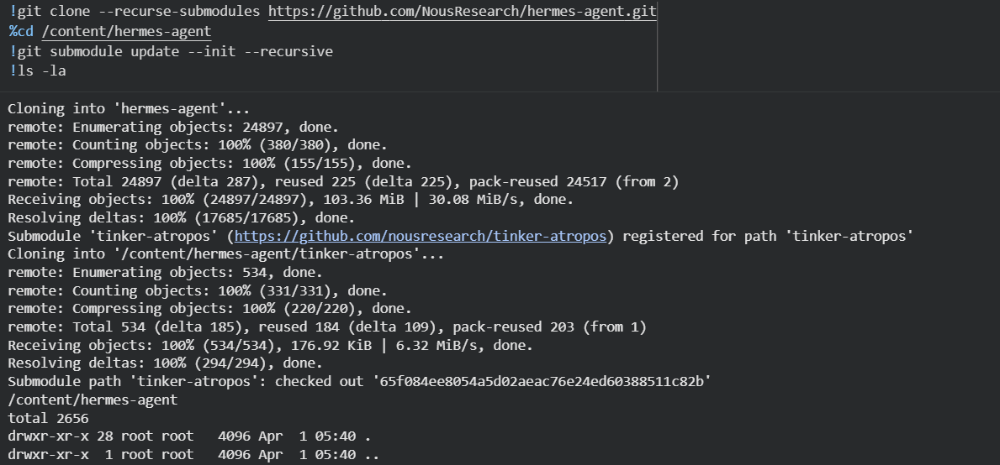 !git clone --recurse-submodules https://github.com/NousResearch/hermes-agent.git
%cd /content/hermes-agent
!git submodule update --init --recursive
!ls -la
Cloning into 'hermes-agent'...
remote: Enumerating objects: 24897, done.
remote: Counting objects: 100% (380/380), done.
remote: Compressing objects: 100% (155/155), done.
remote: Total 24897 (delta 287), reused 225 (delta 225), pack-reused 24517 (from 2)
Receiving objects: 100% (24897/24897), 103.36 MiB | 30.08 MiB/s, done.
Resolving deltas: 100% (17685/17685), done.
Submodule 'tinker-atropos' (https://github.com/nousresearch/tinker-atropos) registered for path 'tinker-atropos'
Cloning into '/content/hermes-agent/tinker-atropos'...
remote: Enumerating objects: 534, done.
remote: Counting objects: 100% (331/331), done.
remote: Compressing objects: 100% (220/220), done.
remote: Total 534 (delta 185), reused 184 (delta 109), pack-reused 203 (from 1)
Receiving objects: 100% (534/534), 176.92 KiB | 6.32 MiB/s, done.
Resolving deltas: 100% (294/294), done.
Submodule path 'tinker-atropos': checked out '65f084ee8054a5d02aeac76e24ed60388511c82b'
/content/hermes-agent
total 2656
drwxr-xr-x 28 root root   4096 Apr  1 05:40 .
drwxr-xr-x  1 root root   4096 Apr  1 05:40 ..